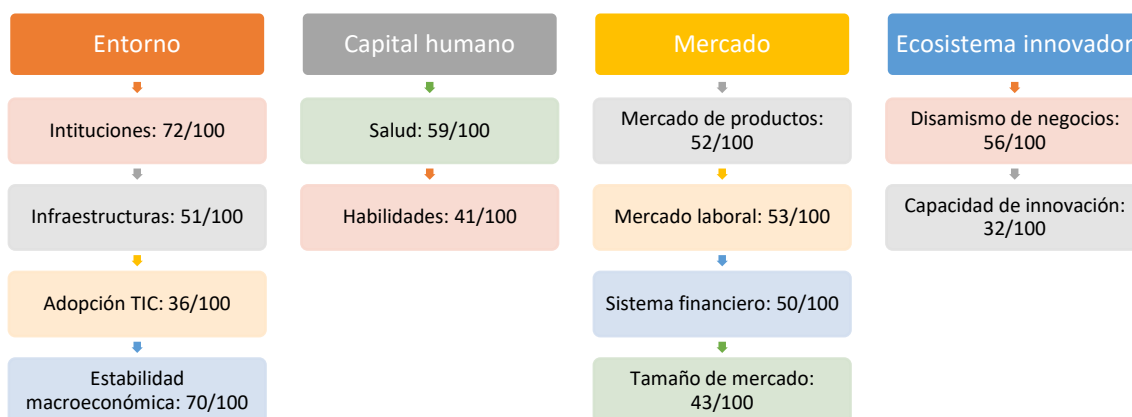 Entorno
Intituciones: 72/100
Infraestructuras: 51/100
Adopción TIC: 36/100
Estabilidad
macroeconómica: 70/100
Capital humano
Salud: 59/100
Habilidades: 41/100
Mercado
Mercado de productos:
52/100
Mercado laboral: 53/100
Sistema financiero: 50/100
Tamaño de mercado:
43/100
Ecosistema innovador
Disamismo de negocios:
56/100
Capacidad de innovación:
32/100